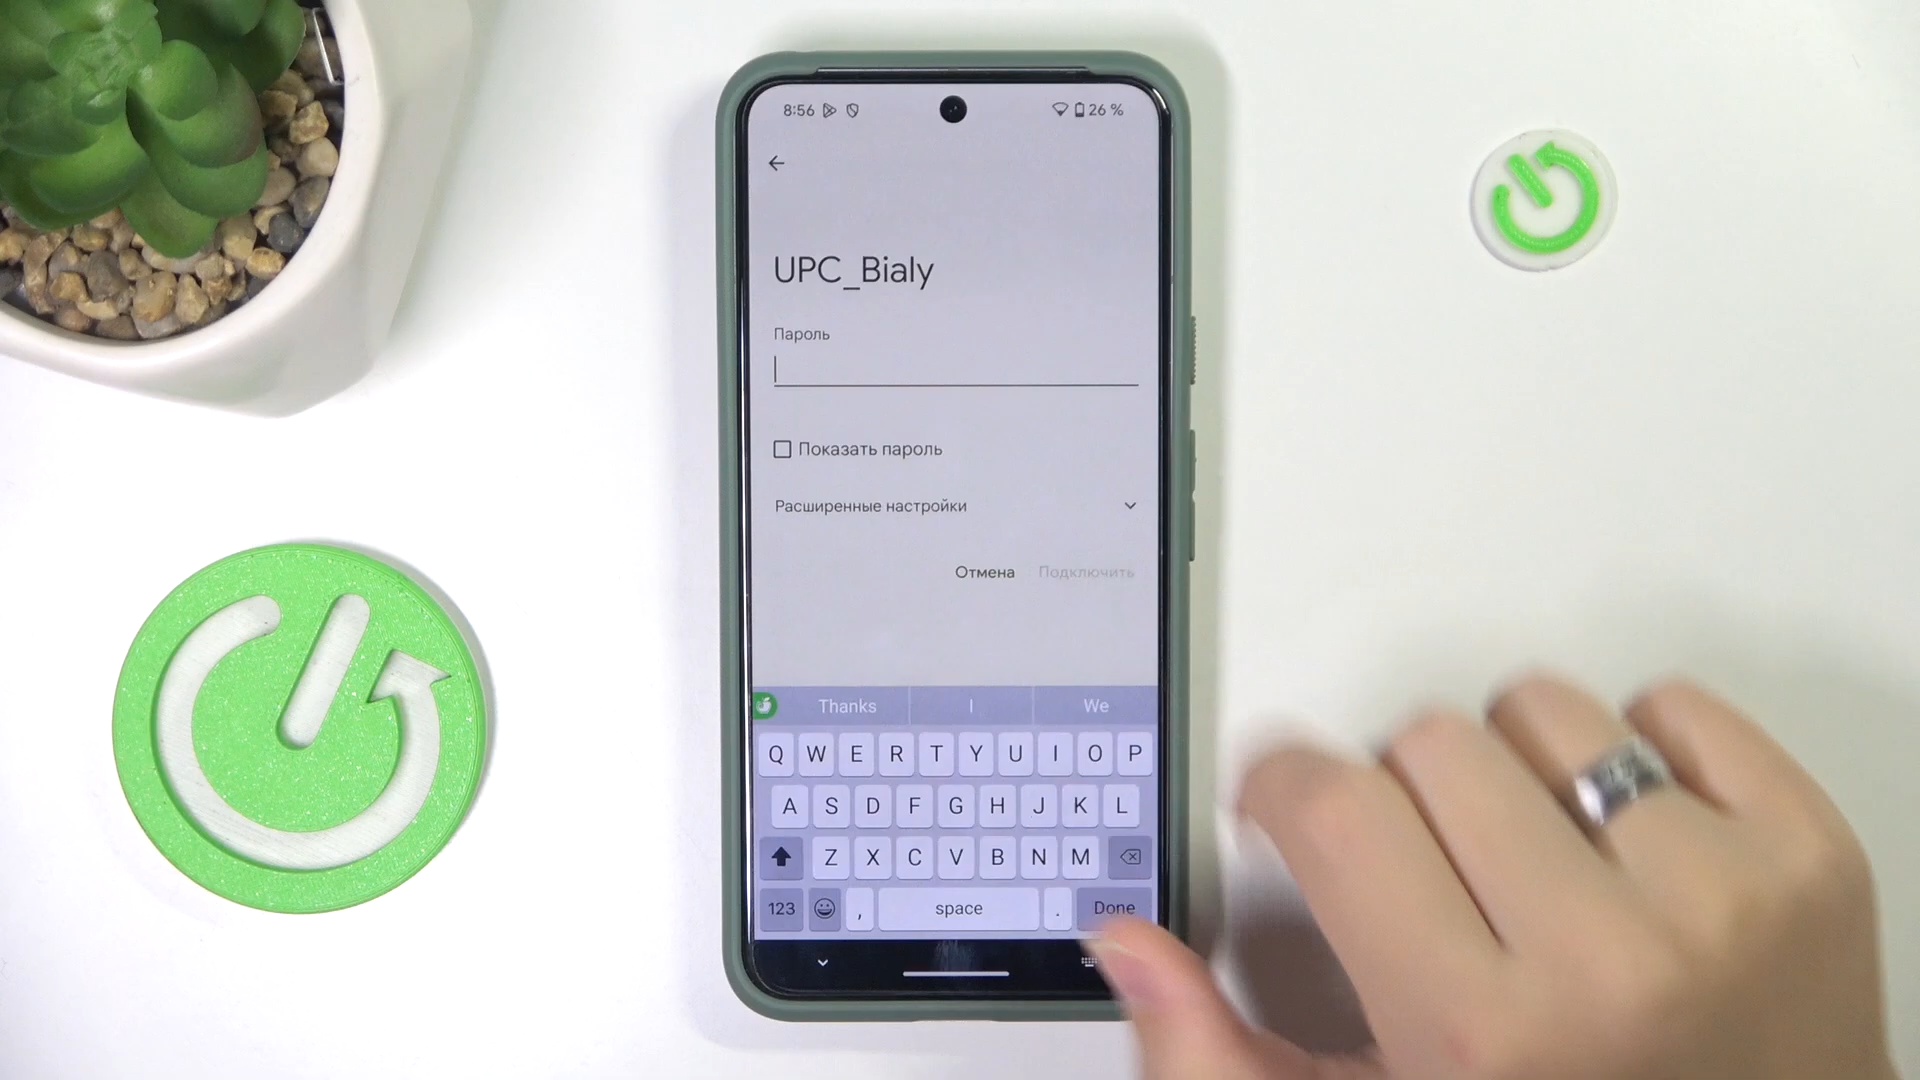 8:56 26 %
UPC_Bialy
Пароль
Показать пароль
Расширенные настройки
Отмена Подключить
Thanks I We
Q W E R T Y U I O P
A S D F G H J K L
Z X C V B N M
123 , space . Done